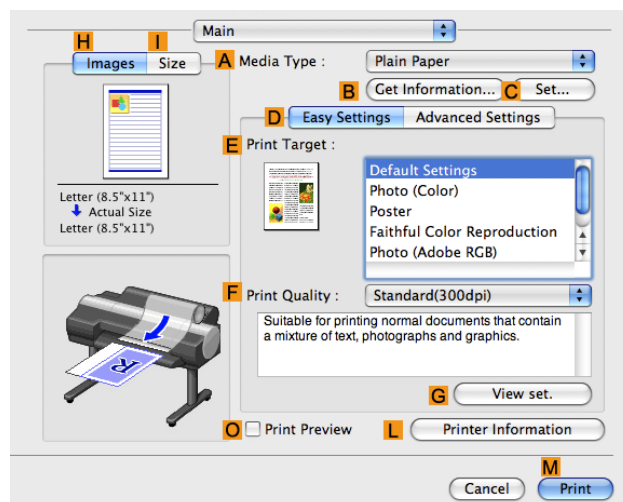 Main
H
I
Images
Size
A
Media Type :
Plain Paper
B
Get Information...
C
Set...
D
Easy Settings
Advanced Settings
E
Print Target :
Default Settings
Photo (Color)
Poster
Faithful Color Reproduction
Photo (Adobe RGB)
Letter (8.5"x11")
Actual Size
Letter (8.5"x11")
F
Print Quality :
Standard(300dpi)
Suitable for printing normal documents that contain
a mixture of text, photographs and graphics.
R
G
View set.
O
Print Preview
L
Printer Information
M
Cancel
Print